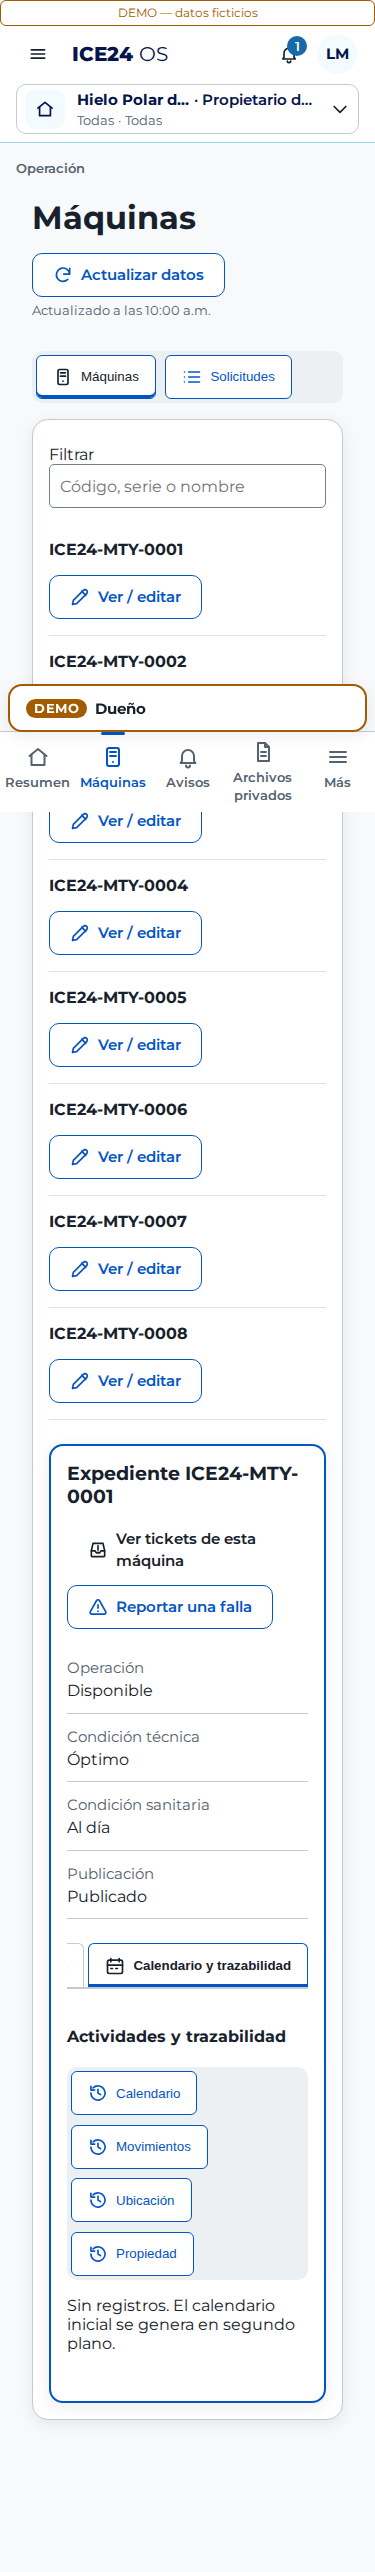 DEMO — datos ficticios
ICE24 OS
1
LM
Hielo Polar d... · Propietario d...
Todas · Todas
Operación
Máquinas
Actualizar datos
Actualizado a las 10:00 a.m.
Máquinas
Solicitudes
Filtrar
Código, serie o nombre
ICE24-MTY-0001
Ver / editar
ICE24-MTY-0002
DEMO Dueño
Resumen
Máquinas
Avisos
Archivos privados
Más
Ver / editar
ICE24-MTY-0004
Ver / editar
ICE24-MTY-0005
Ver / editar
ICE24-MTY-0006
Ver / editar
ICE24-MTY-0007
Ver / editar
ICE24-MTY-0008
Ver / editar
Expediente ICE24-MTY-
0001
Ver tickets de esta
máquina
Reportar una falla
Operación
Disponible
Condición técnica
Óptimo
Condición sanitaria
Al día
Publicación
Publicado
Calendario y trazabilidad
Actividades y trazabilidad
Calendario
Movimientos
Ubicación
Propiedad
Sin registros. El calendario
inicial se genera en segundo
plano.